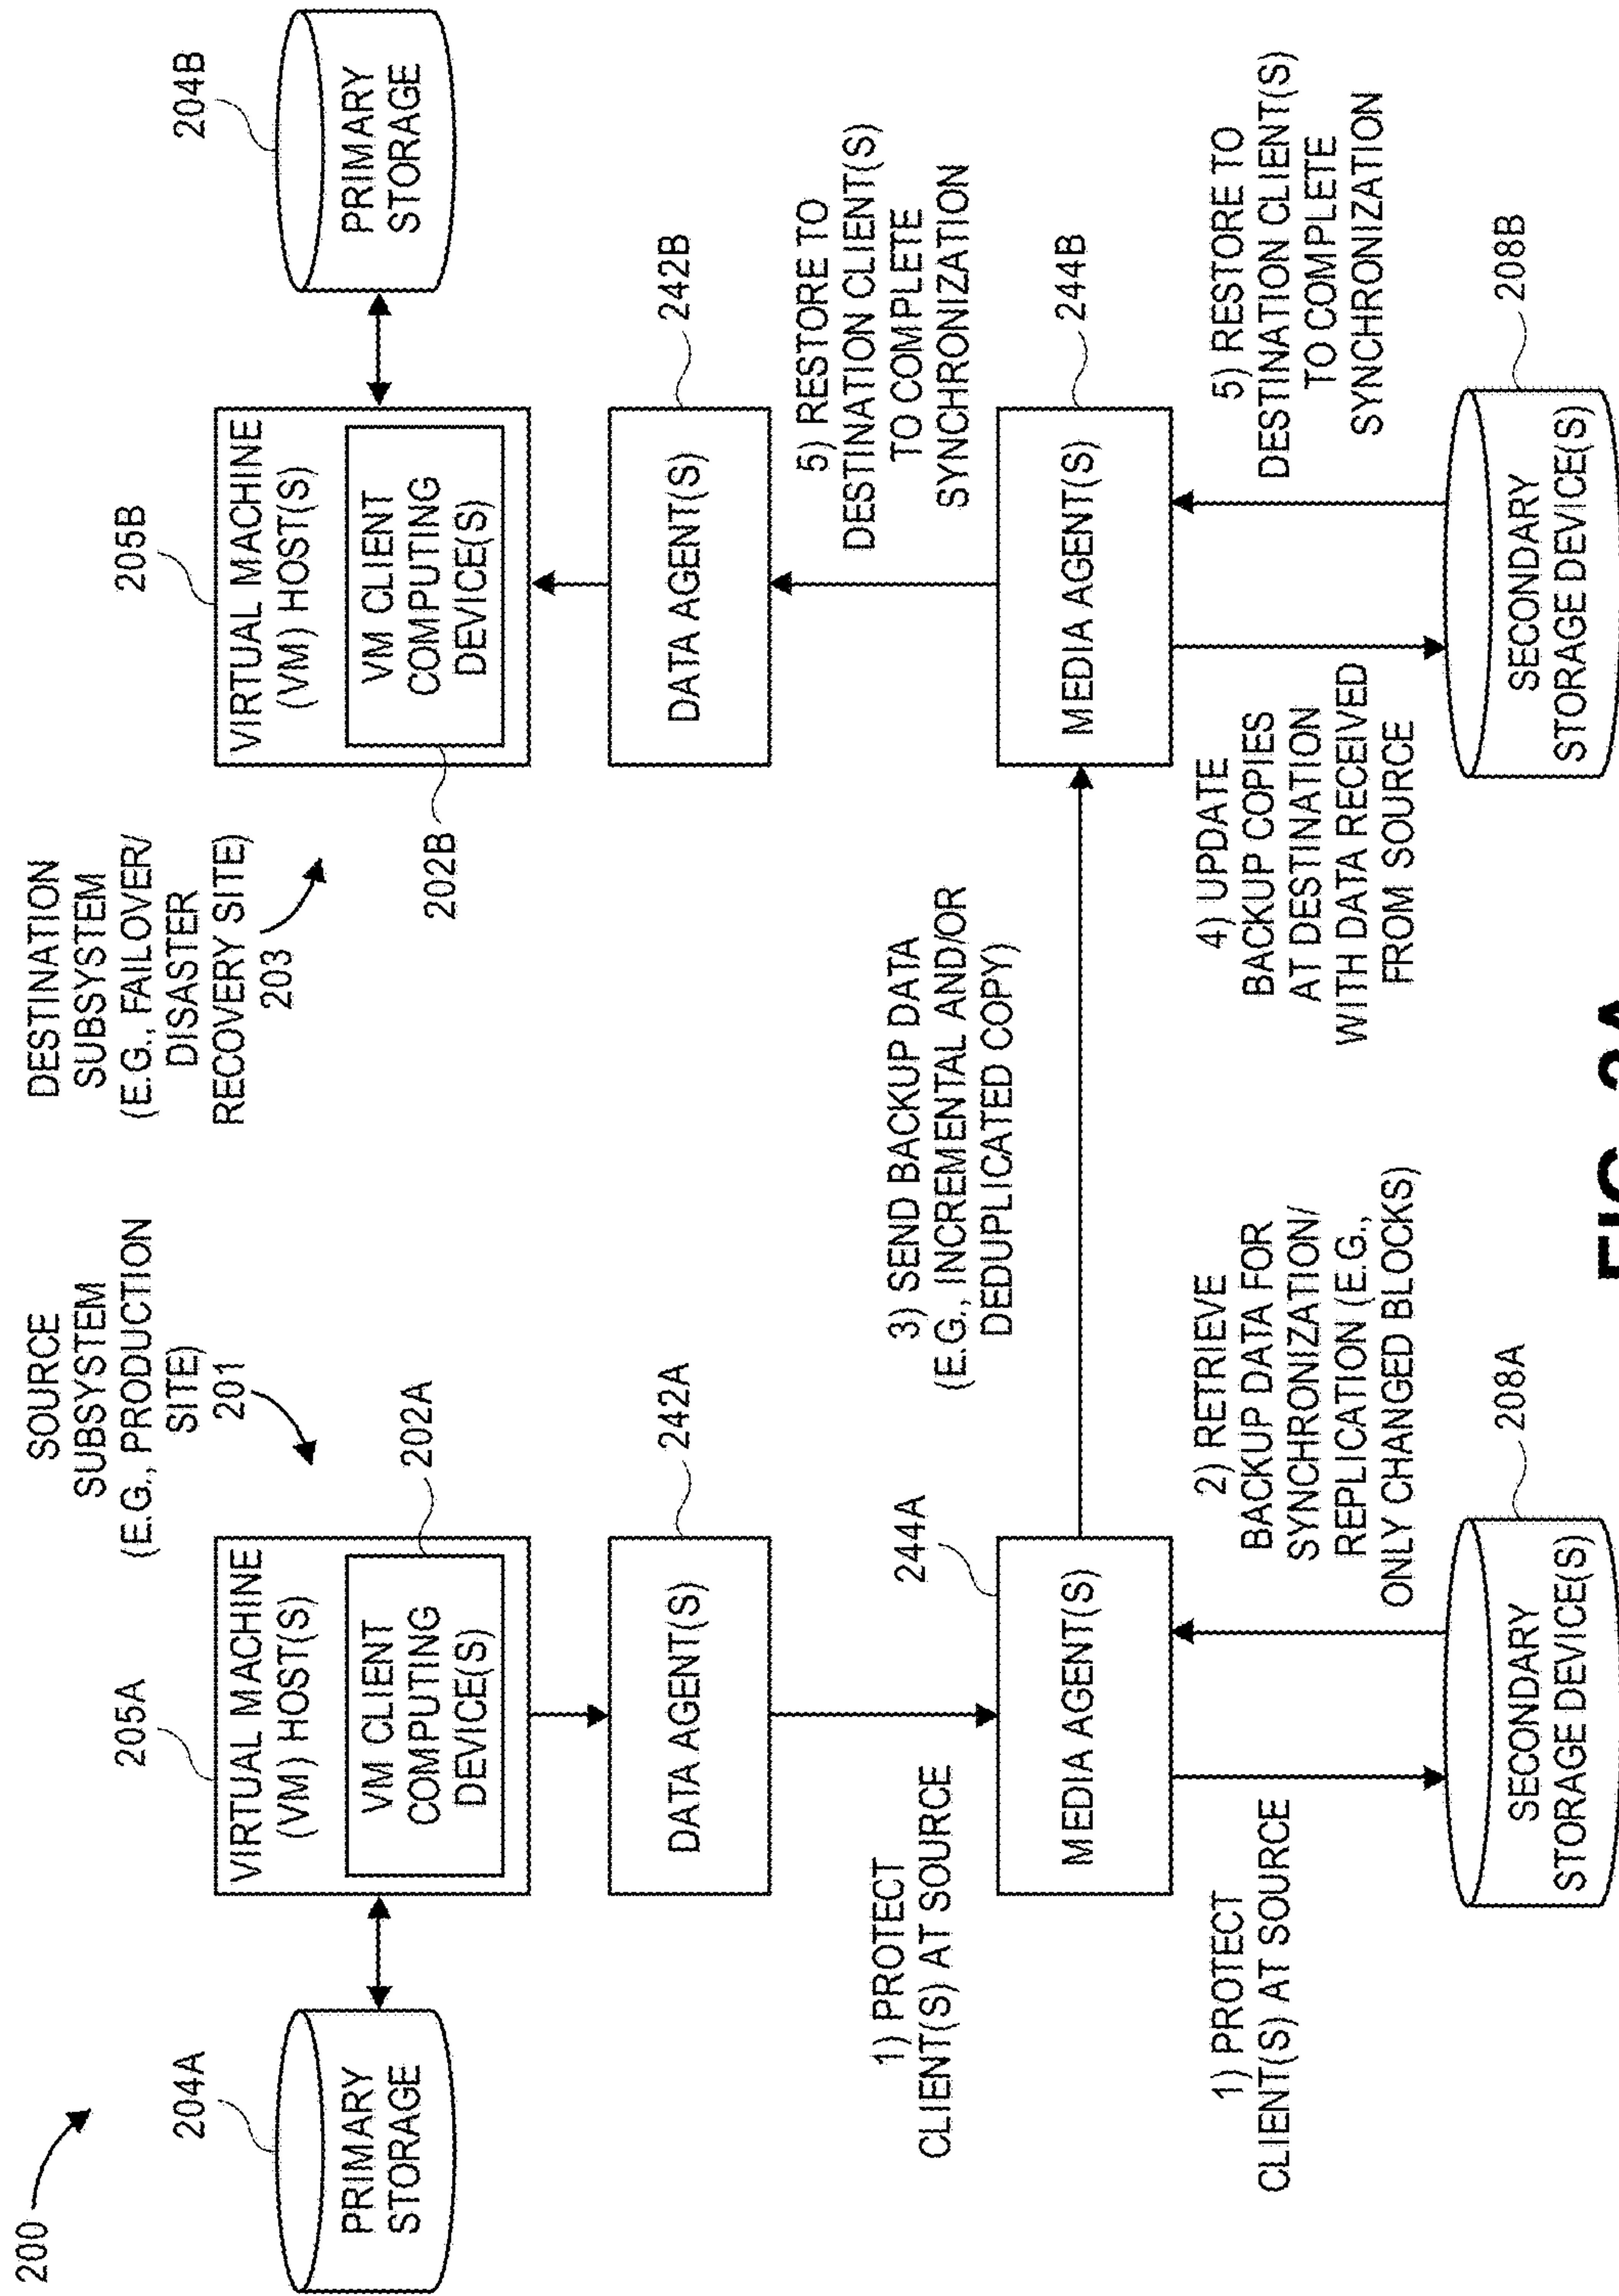 200
SOURCE
SUBSYSTEM
(E.G., PRODUCTION
SITE)
201
DESTINATION
SUBSYSTEM
(E.G., FAILOVER/
DISASTER
RECOVERY SITE)
203
204A
PRIMARY
STORAGE
205A
VIRTUAL MACHINE
(VM) HOST(S)
VM CLIENT
COMPUTING
DEVICE(S)
202A
205B
VIRTUAL MACHINE
(VM) HOST(S)
VM CLIENT
COMPUTING
DEVICE(S)
202B
204B
PRIMARY
STORAGE
DATA AGENT(S)
242A
DATA AGENT(S)
242B
1) PROTECT
CLIENT(S) AT SOURCE
3) SEND BACKUP DATA
(E.G., INCREMENTAL AND/OR
DEDUPLICATED COPY)
5) RESTORE TO
DESTINATION CLIENT(S)
TO COMPLETE
SYNCHRONIZATION
244A
MEDIA AGENT(S)
MEDIA AGENT(S)
244B
1) PROTECT
CLIENT(S) AT SOURCE
2) RETRIEVE
BACKUP DATA FOR
SYNCHRONIZATION/
REPLICATION (E.G.,
ONLY CHANGED BLOCKS)
4) UPDATE
BACKUP COPIES
AT DESTINATION
WITH DATA RECEIVED
FROM SOURCE
5) RESTORE TO
DESTINATION CLIENT(S)
TO COMPLETE
SYNCHRONIZATION
SECONDARY
STORAGE DEVICE(S)
208A
SECONDARY
STORAGE DEVICE(S)
208B